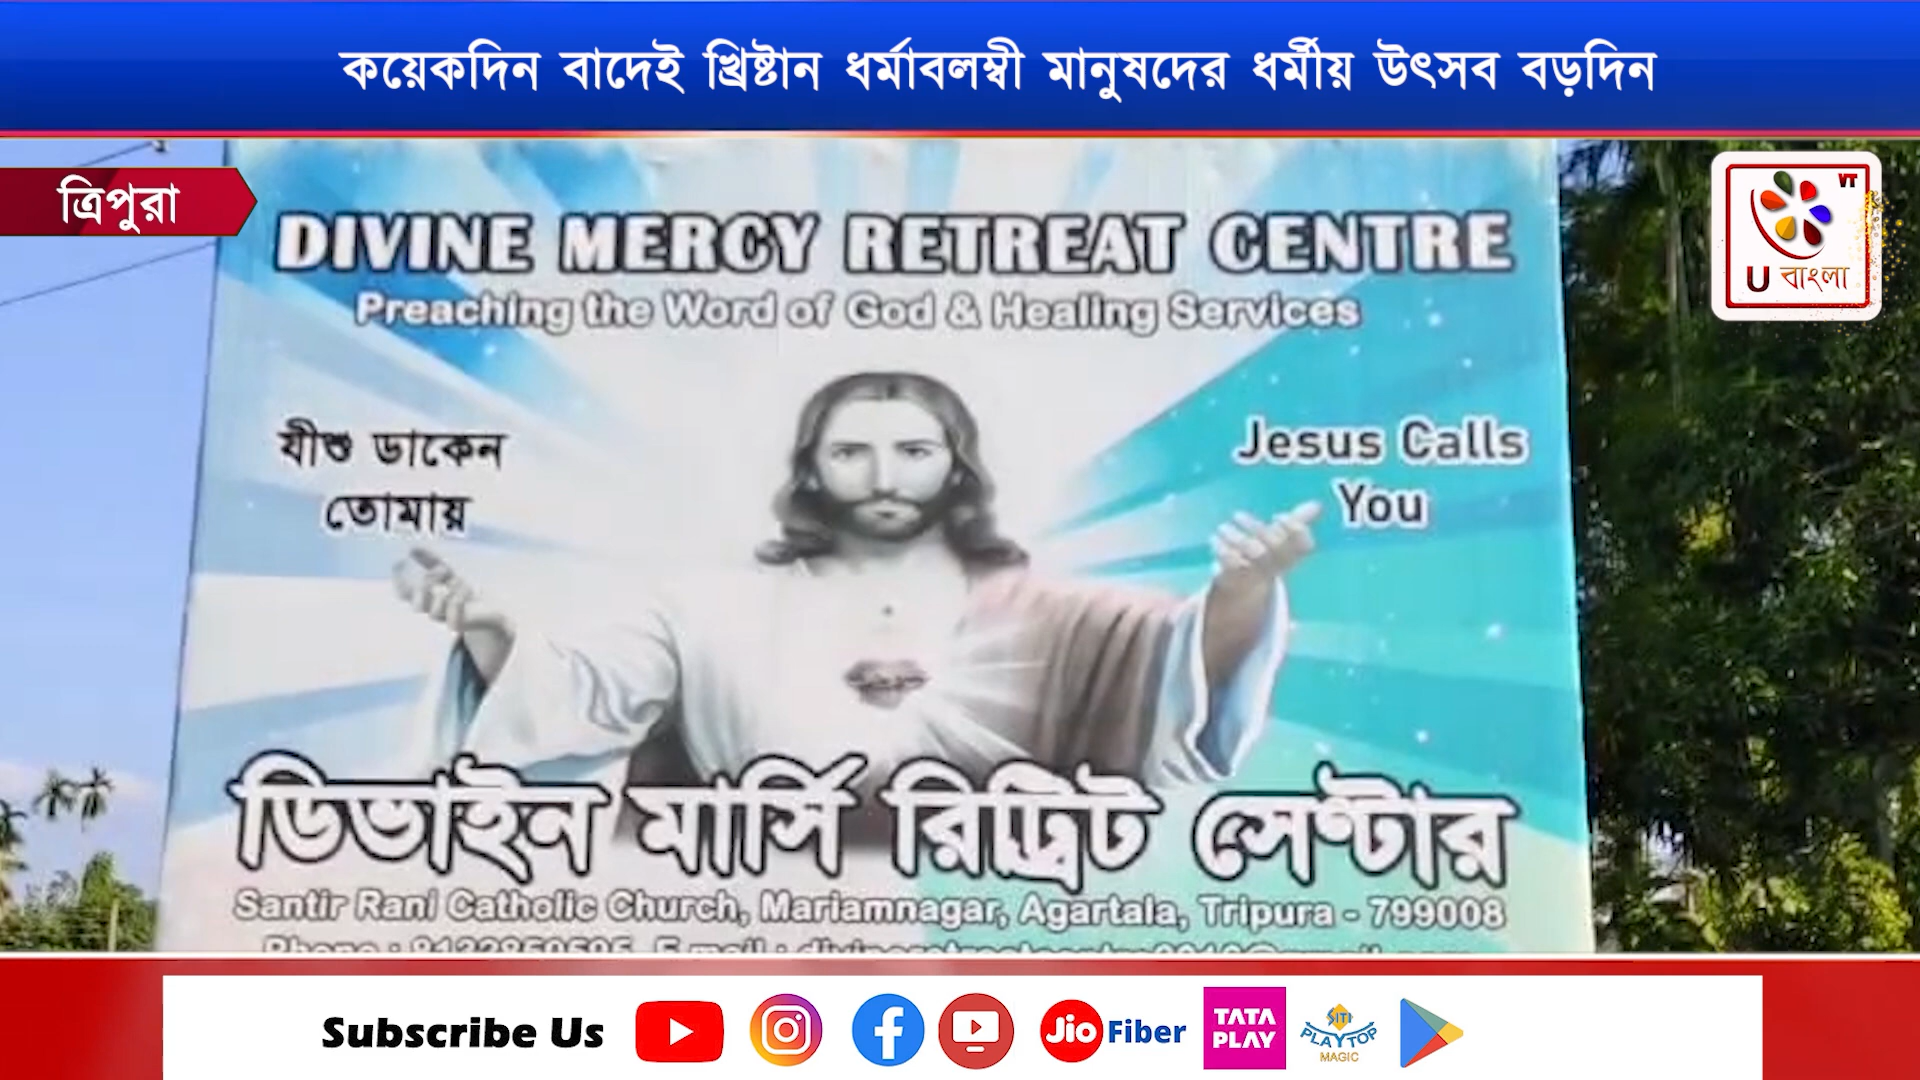 কয়েকদিন বাদেই খ্রিষ্টান ধর্মাবলম্বী মানুষদের ধর্মীয় উৎসব বড়দিন
ত্রিপুরা
VT
U বাংলা
DIVINE MERCY RETREAT CENTRE
Preaching the Word of God & Healing Services
যীশু ডাকেন
তোমায়
Jesus Calls
You
ডিভাইন মার্সি রিট্রিট সেন্টার
Santir Rani Catholic Church, Mariamnagar, Agartala, Tripura - 799008
Subscribe Us
Jio Fiber
TATA
PLAY
SITI
PLAYTOP
MAGIC